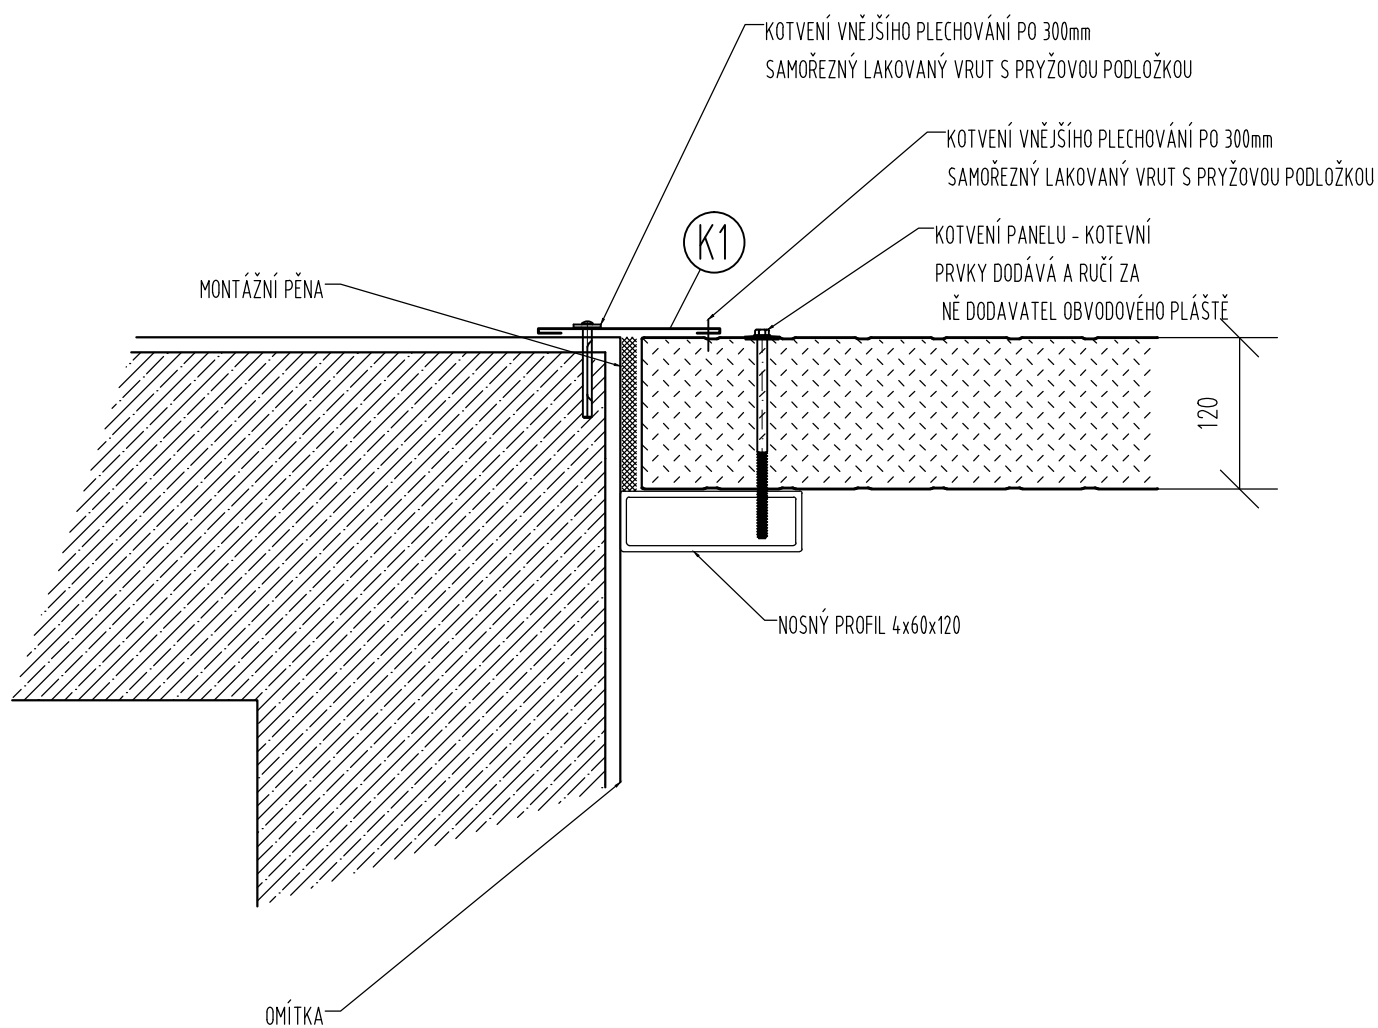 KOTVENÍ VNĚJŠÍHO PLECHOVÁNÍ PO 300mm
SAMOŘEZNÝ LAKOVANÝ VRUT S PRYŽOVOU PODLOŽKOU
KOTVENÍ VNĚJŠÍHO PLECHOVÁNÍ PO 300mm
SAMOŘEZNÝ LAKOVANÝ VRUT S PRYŽOVOU PODLOŽKOU
K1
KOTVENÍ PANELU - KOTEVNÍ
PRVKY DODÁVÁ A RUČÍ ZA
NĚ DODAVATEL OBVODOVÉHO PLÁŠTĚ
MONTÁŽNÍ PĚNA
120
NOSNÝ PROFIL 4x60x120
OMÍTKA